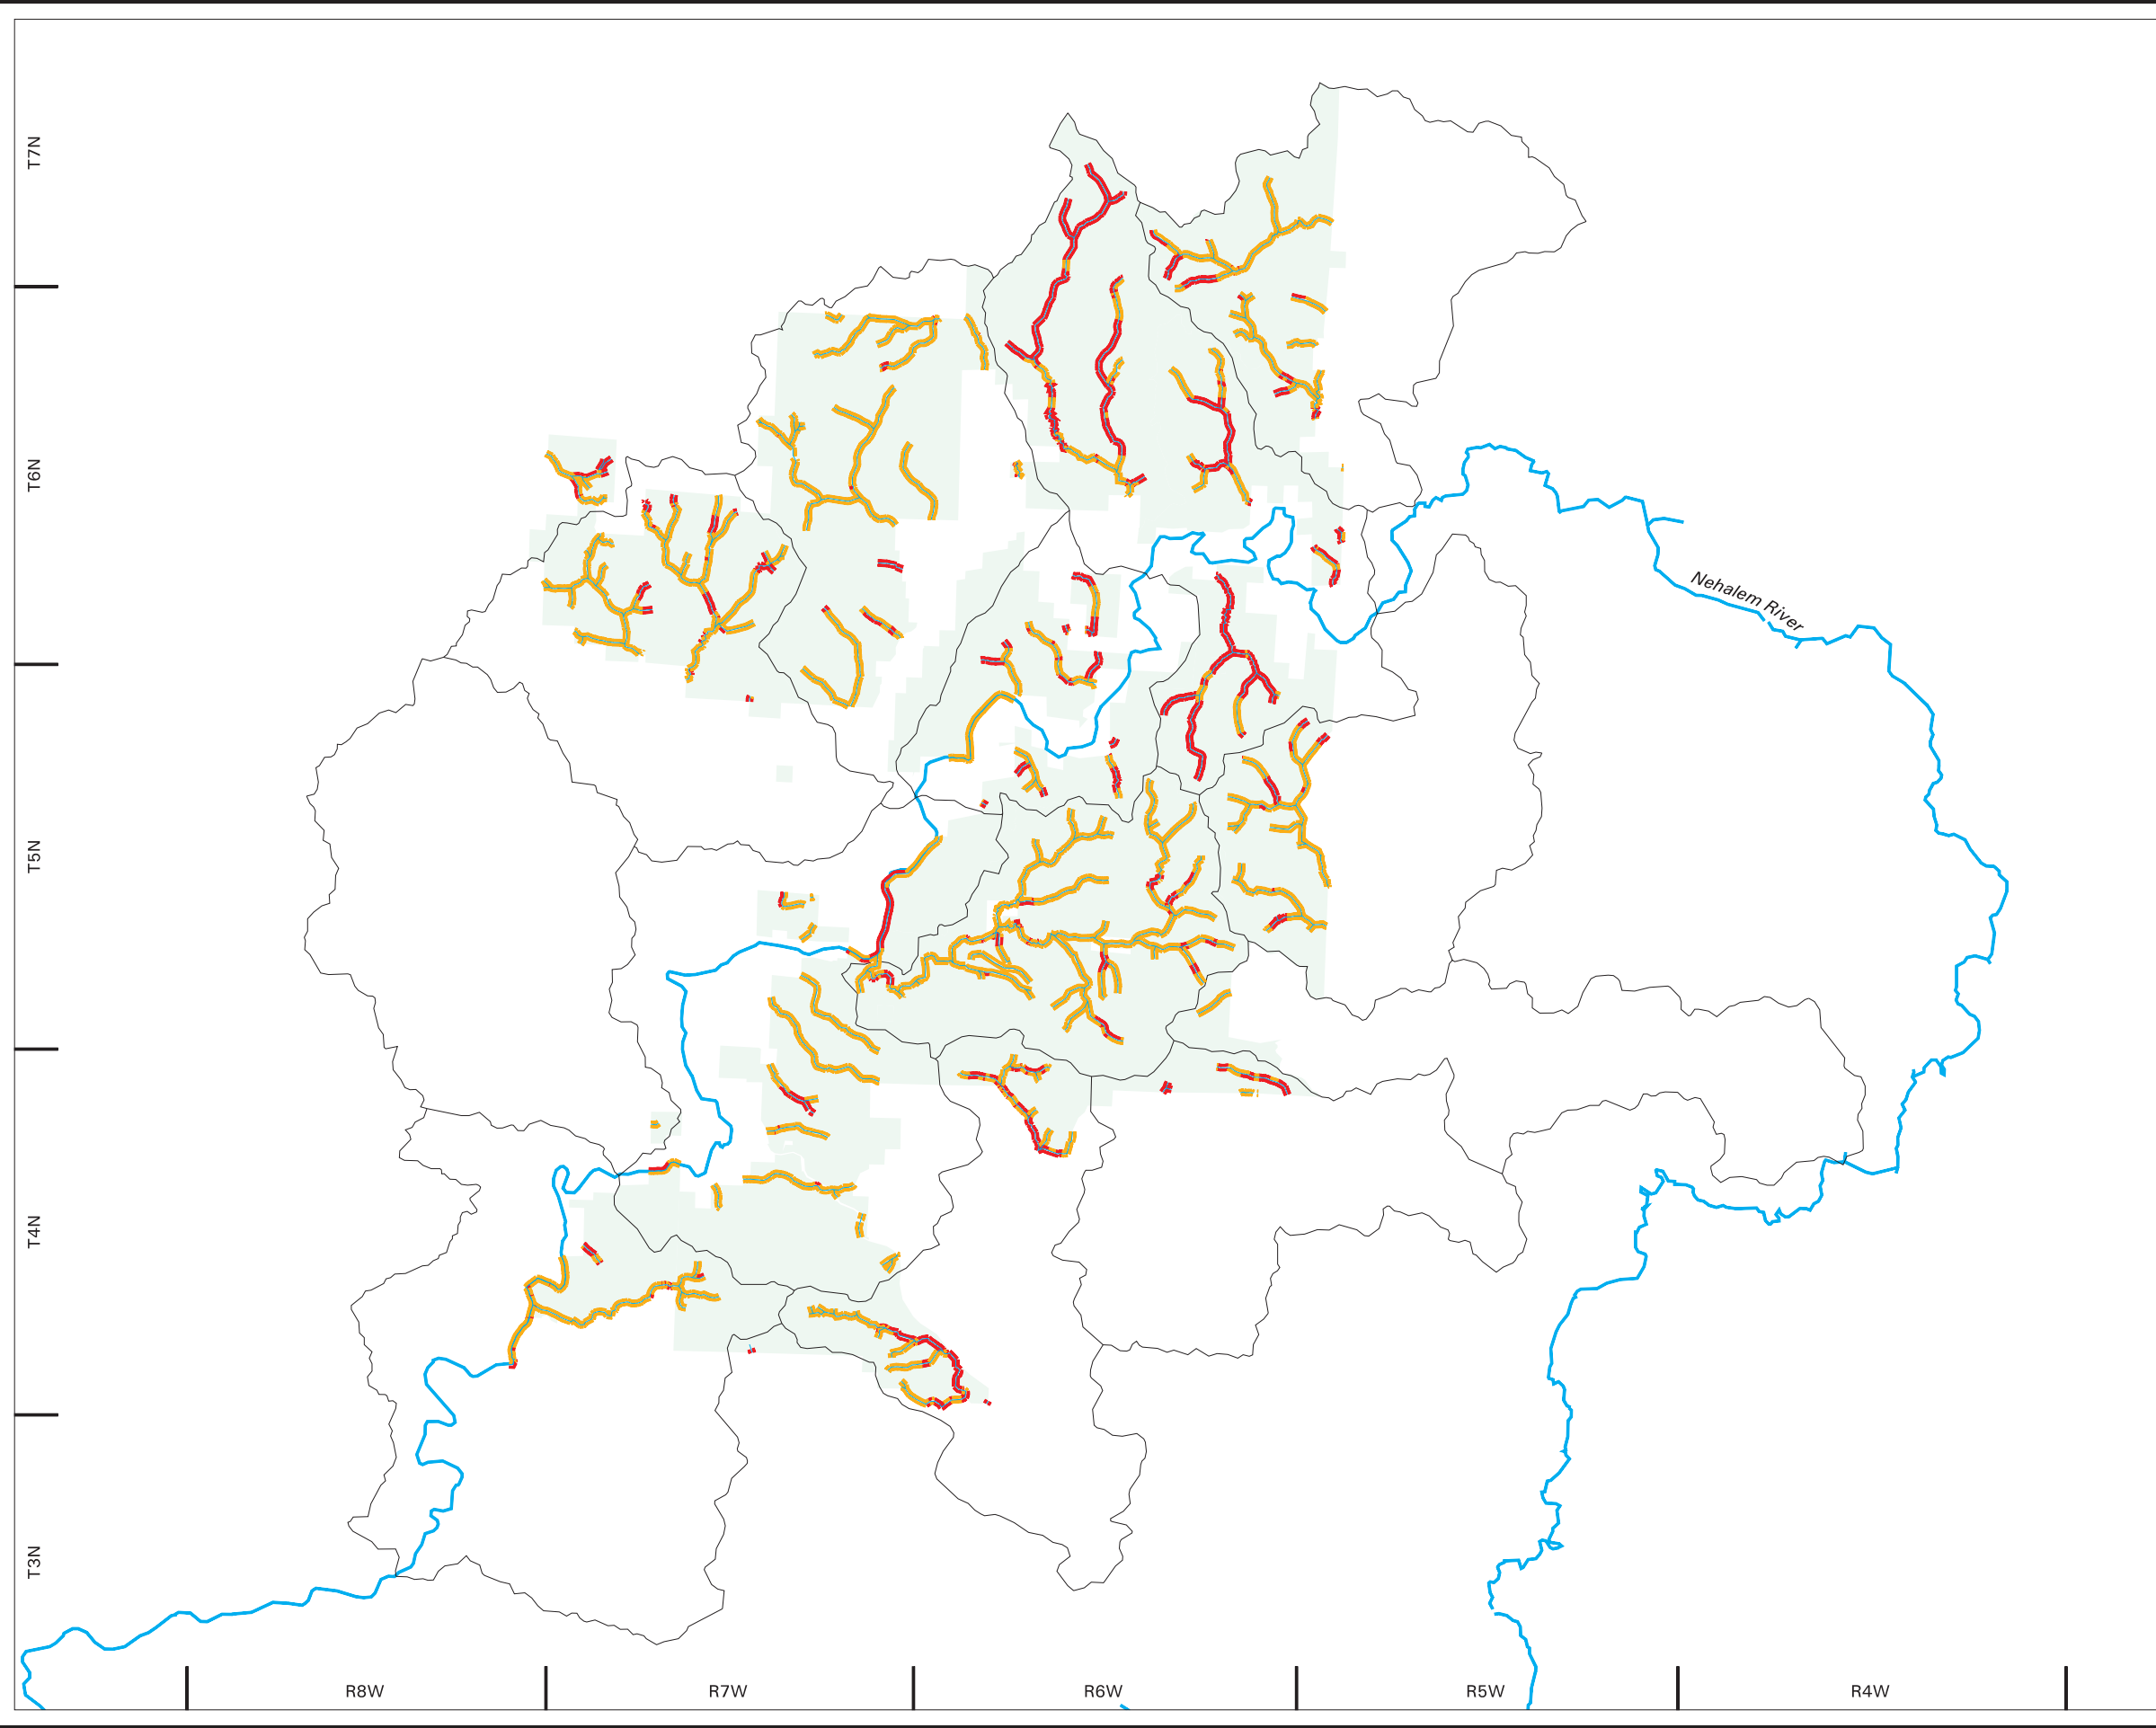 T7N
T6N
Nehalem River
T5N
T4N
T3N
R8W
R7W
R6W
R5W
R4W